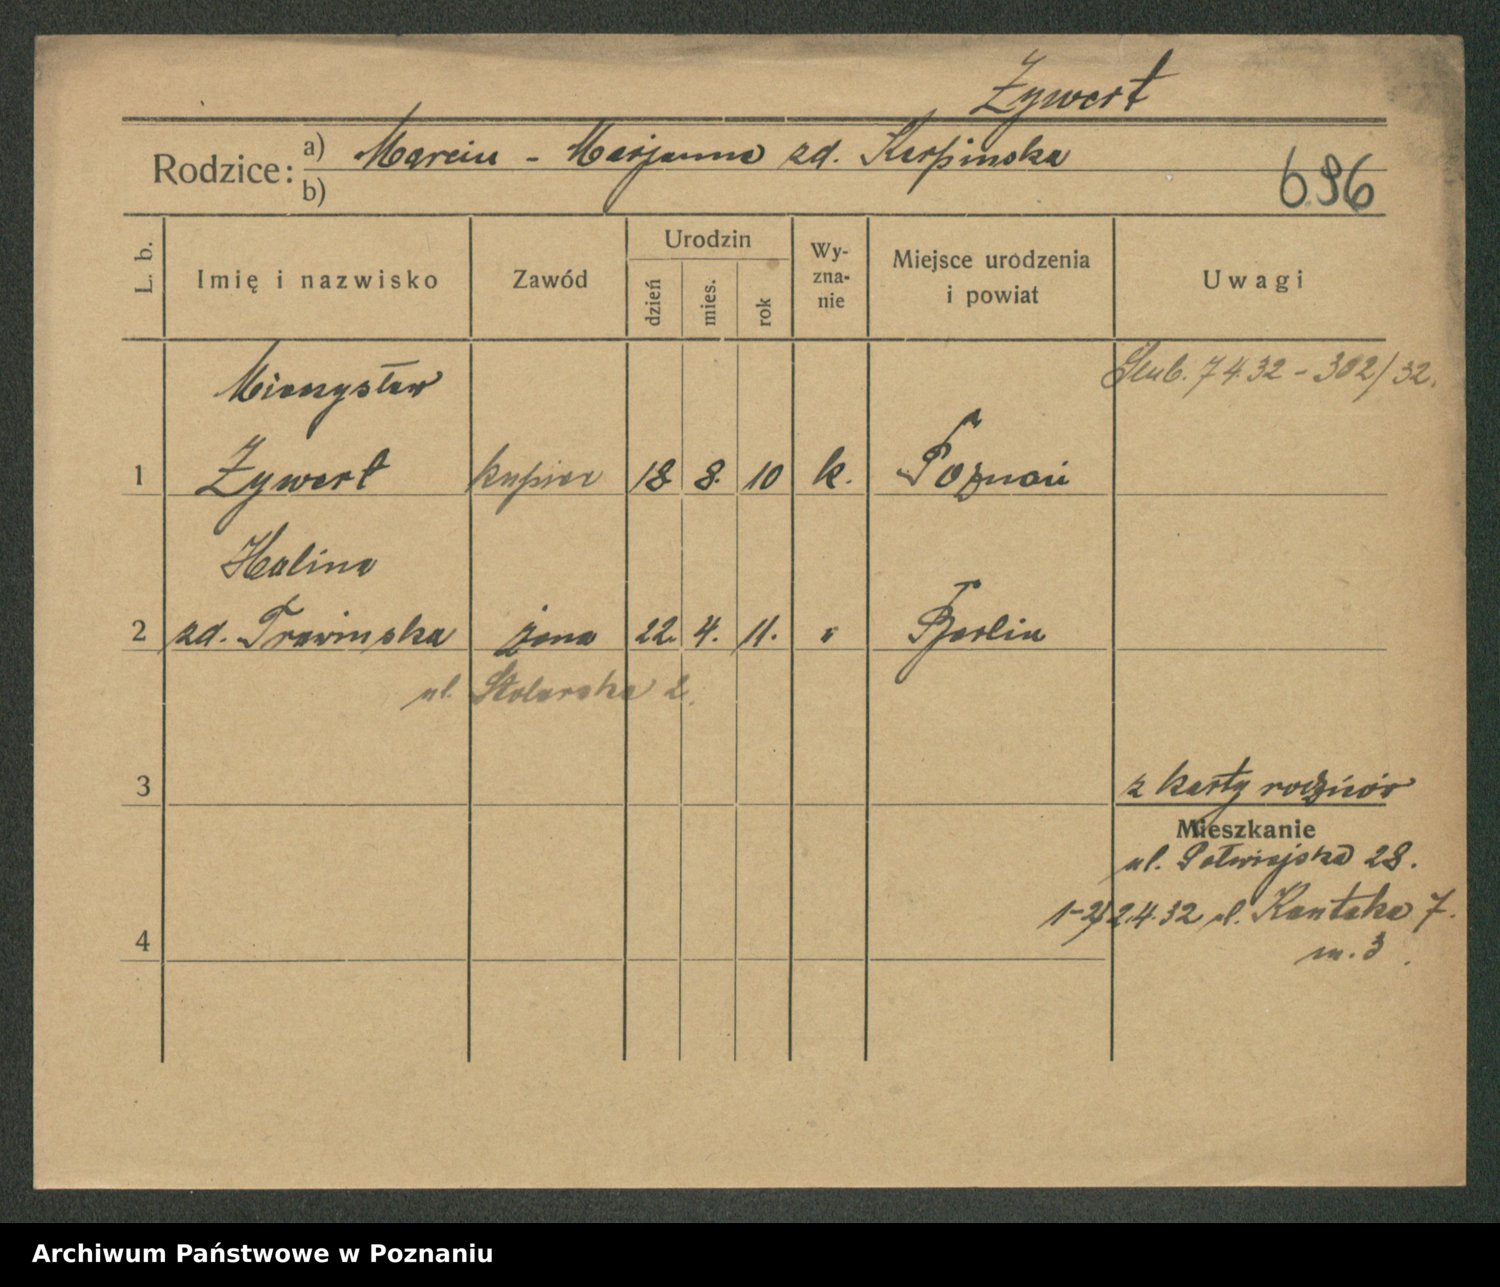 Żywert
Rodzice: a) Marcin - Marjanna zd. Karpinska
b)
696
L. b. Imię i nazwisko Zawód Urodzin dzień mies. rok Wy-zna-nie Miejsce urodzenia i powiat Uwagi
Ślub. 7 4 32 - 302/32.
Mieczysław
1 Żywert kupiec 18 8. 10 k. Poznań
Halina
2 zd. Trawinska żona 22. 4. 11. Berlin
ul. Stolarska 2.
3 z karty rodziców
Mieszkanie
ul. Półwiejska 28.
1-2/ 2.4.32 ul. Kantaka 7.
4 m. 3.
Archiwum Państwowe w Poznaniu